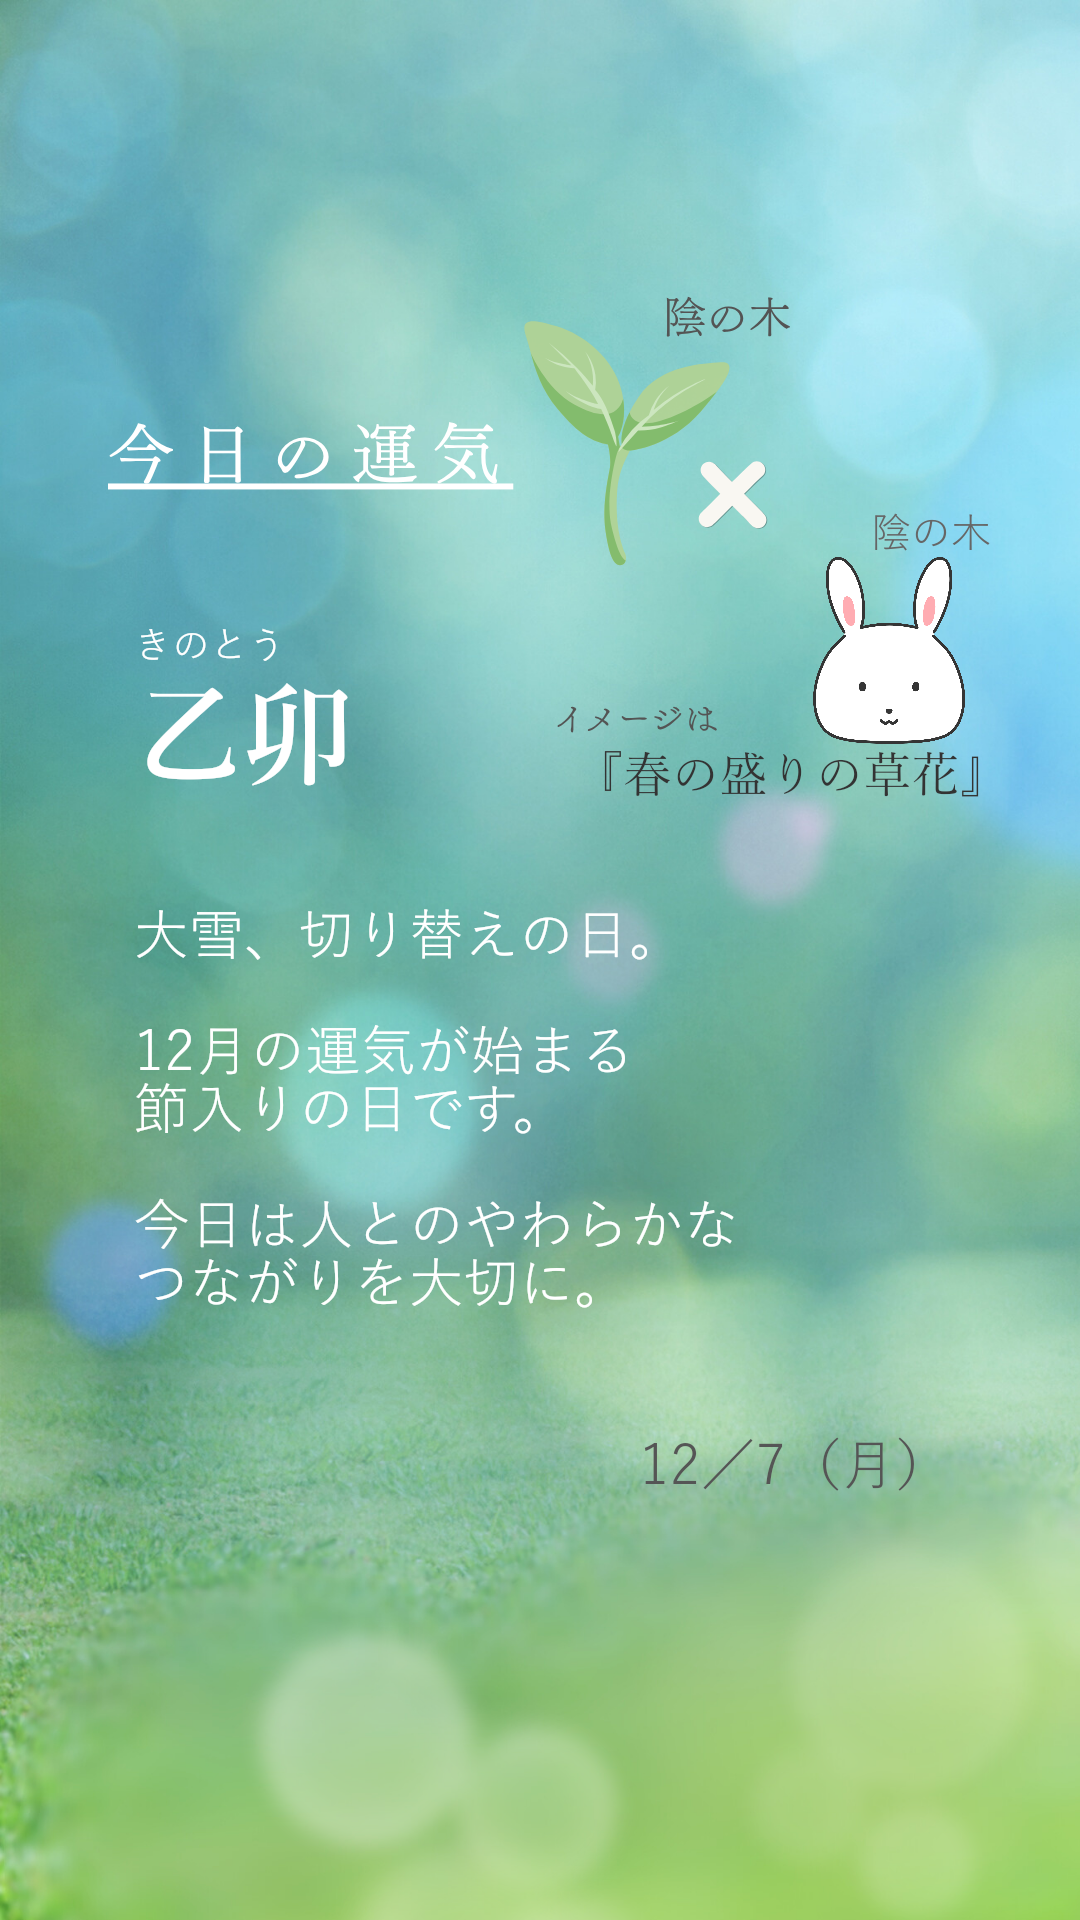 陰の木
今日の運気
陰の木
きのとう
乙卯
イメージは
『春の盛りの草花』
大雪、切り替えの日。
12月の運気が始まる
節入りの日です。
今日は人とのやわらかな
つながりを大切に。
12／7（月）